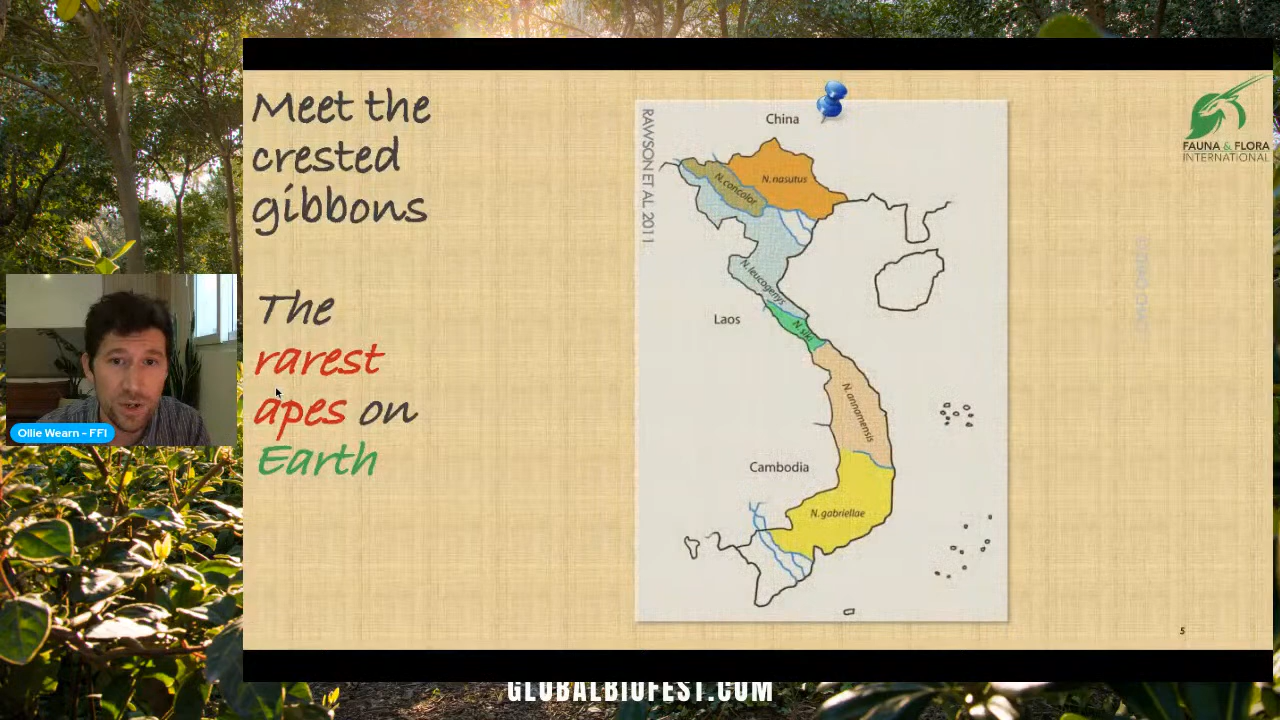 Meet the
crested
gibbons
The
rarest
apes on
Earth
RAWSON ET AL 2011
China
N. nasutus
N. concolor
N. leucogenys
Laos
N. siki
N. annamensis
Cambodia
N. gabriellae
FAUNA & FLORA
INTERNATIONAL
5
Ollie Wearn - FFI
GLOBALBIOFEST.COM